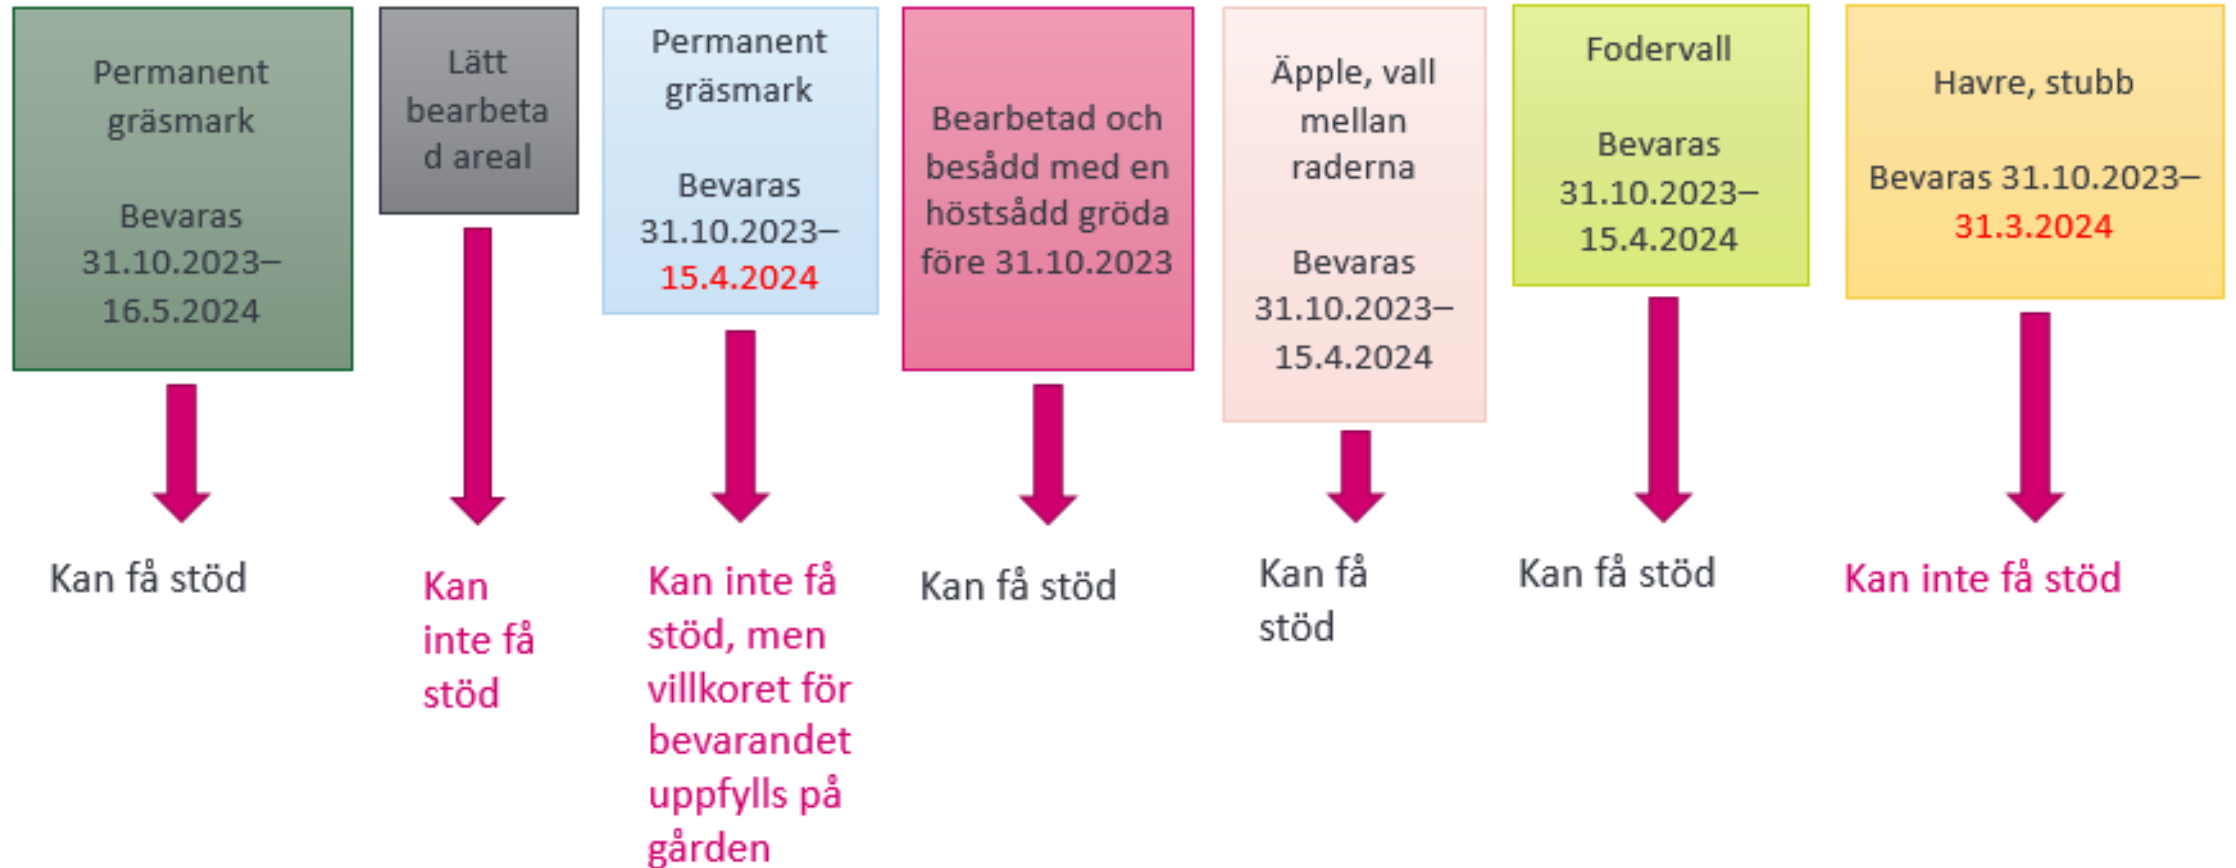 Permanent
gräsmark
Bevaras
31.10.2023–
16.5.2024
Lätt
bearbeta
d areal
Permanent
gräsmark
Bevaras
31.10.2023–
15.4.2024
Bearbetad och
besådd med en
höstsådd gröda
före 31.10.2023
Äpple, vall
mellan
raderna
Bevaras
31.10.2023–
15.4.2024
Fodervall
Bevaras
31.10.2023–
15.4.2024
Havre, stubb
Bevaras 31.10.2023–
31.3.2024
Kan få stöd
Kan
inte få
stöd
Kan inte få
stöd, men
villkoret för
bevarandet
uppfylls på
gården
Kan få stöd
Kan få
stöd
Kan få stöd
Kan inte få stöd